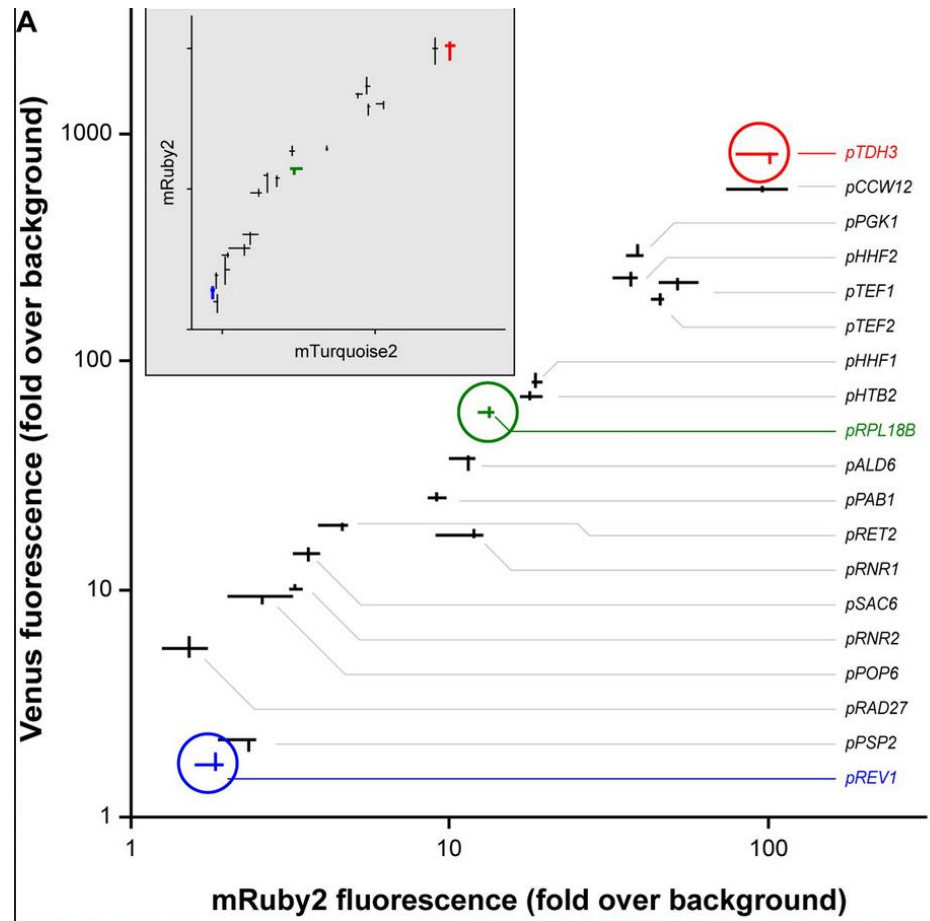 A
Venus fuorescence (fold over background)
1000
100
10
1
mRuby2
mTurquoise2
pTDH3
pCCW12
pPGK1
pHHF2
pTEF1
pTEF2
pHHF1
pHTB2
pRPL18B
pALD6
pPAB1
pRET2
pRNR1
pSAC6
pRNR2
pPOP6
pRAD27
pPSP2
pREV1
1 10 100
mRuby2 fluorescence (fold over background)